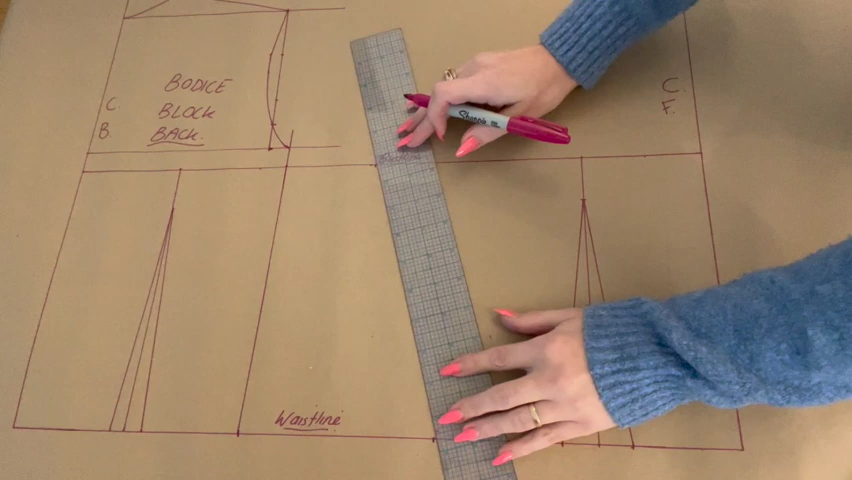 BODICE
BLOCK
BACK.
C.
B.
C.
F.
Sharpie
Waistline